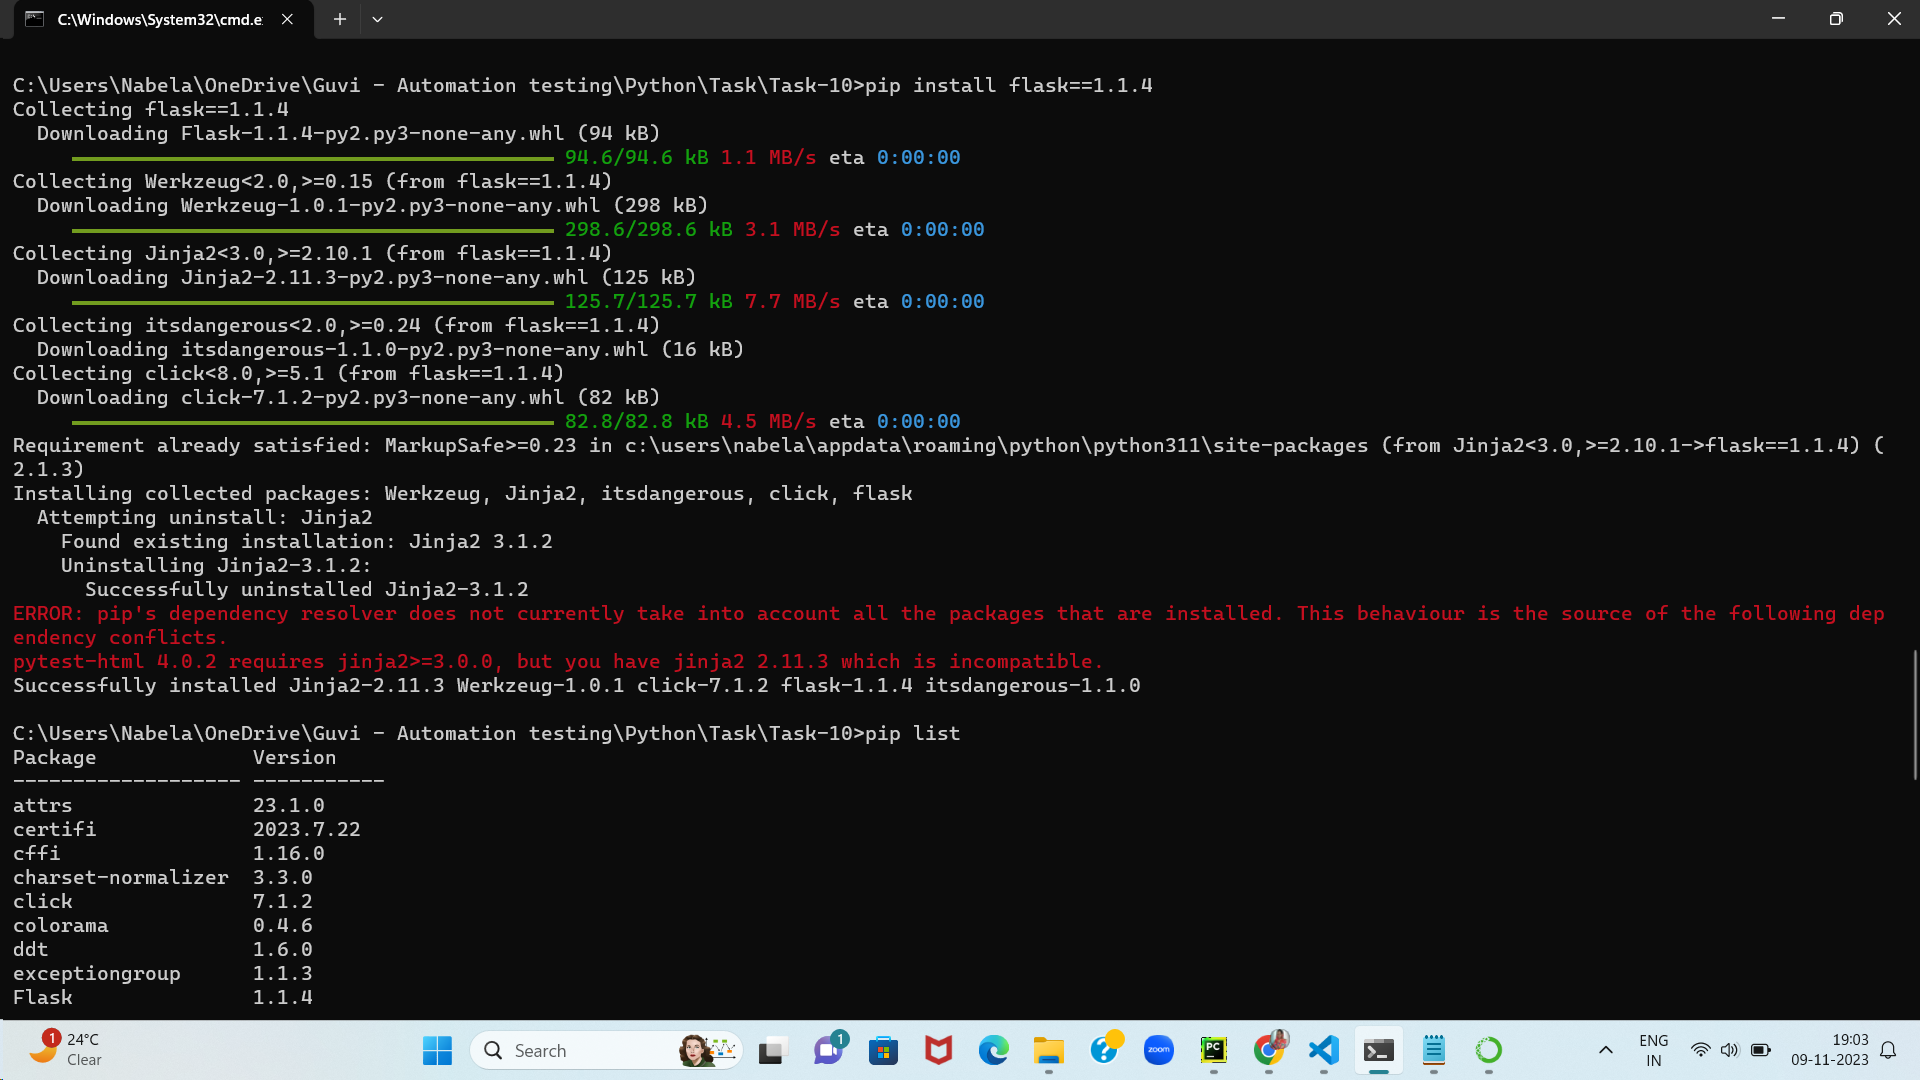 C:\Windows\System32\cmd.e
C:\Users\Nabela\OneDrive\Guvi - Automation testing\Python\Task\Task-10>pip install flask==1.1.4
Collecting flask==1.1.4
Downloading Flask-1.1.4-py2.py3-none-any.whl (94 kB)
94.6/94.6 kB 1.1 MB/s eta 0:00:00
Collecting Werkzeug<2.0,>=0.15 (from flask==1.1.4)
Downloading Werkzeug-1.0.1-py2.py3-none-any.whl (298 kB)
298.6/298.6 kB 3.1 MB/s eta 0:00:00
Collecting Jinja2<3.0,>=2.10.1 (from flask==1.1.4)
Downloading Jinja2-2.11.3-py2.py3-none-any.whl (125 kB)
125.7/125.7 kB 7.7 MB/s eta 0:00:00
Collecting itsdangerous<2.0,>=0.24 (from flask==1.1.4)
Downloading itsdangerous-1.1.0-py2.py3-none-any.whl (16 kB)
Collecting click<8.0,>=5.1 (from flask==1.1.4)
Downloading click-7.1.2-py2.py3-none-any.whl (82 kB)
82.8/82.8 kB 4.5 MB/s eta 0:00:00
Requirement already satisfied: MarkupSafe>=0.23 in c:\users\nabela\appdata\roaming\python\python311\site-packages (from Jinja2<3.0,>=2.10.1->flask==1.1.4) (
2.1.3)
Installing collected packages: Werkzeug, Jinja2, itsdangerous, click, flask
Attempting uninstall: Jinja2
Found existing installation: Jinja2 3.1.2
Uninstalling Jinja2-3.1.2:
Successfully uninstalled Jinja2-3.1.2
ERROR: pip's dependency resolver does not currently take into account all the packages that are installed. This behaviour is the source of the following dep
endency conflicts.
pytest-html 4.0.2 requires jinja2>=3.0.0, but you have jinja2 2.11.3 which is incompatible.
Successfully installed Jinja2-2.11.3 Werkzeug-1.0.1 click-7.1.2 flask-1.1.4 itsdangerous-1.1.0
C:\Users\Nabela\OneDrive\Guvi - Automation testing\Python\Task\Task-10>pip list
Package Version
------------------- -----------
attrs 23.1.0
certifi 2023.7.22
cffi 1.16.0
charset-normalizer 3.3.0
click 7.1.2
colorama 0.4.6
ddt 1.6.0
exceptiongroup 1.1.3
Flask 1.1.4
1
24°C
Clear
Search
1
zoom
PC
ENG
IN
19:03
09-11-2023